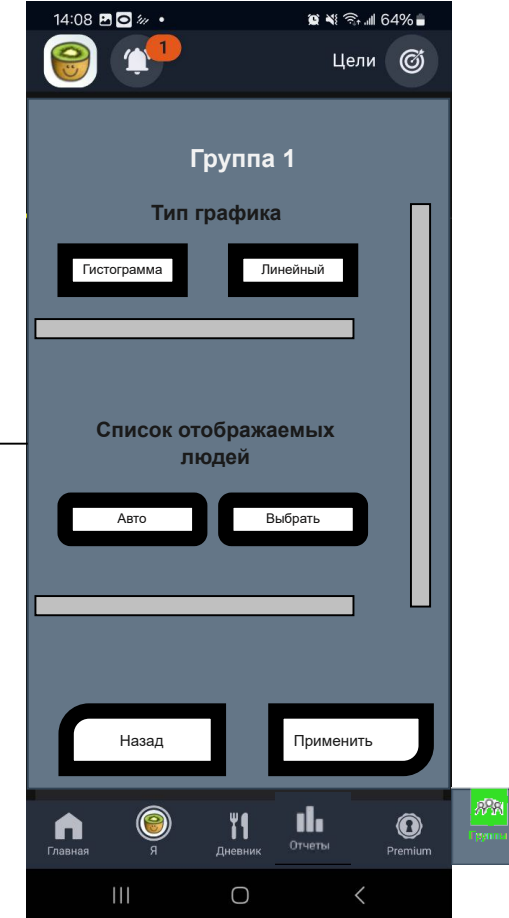 14:08 64%
1
Цели
Группа 1
Тип графика
Гистограмма Линейный
Список отображаемых
людей
Авто Выбрать
Назад Применить
Главная Я Дневник Отчеты Premium Группы